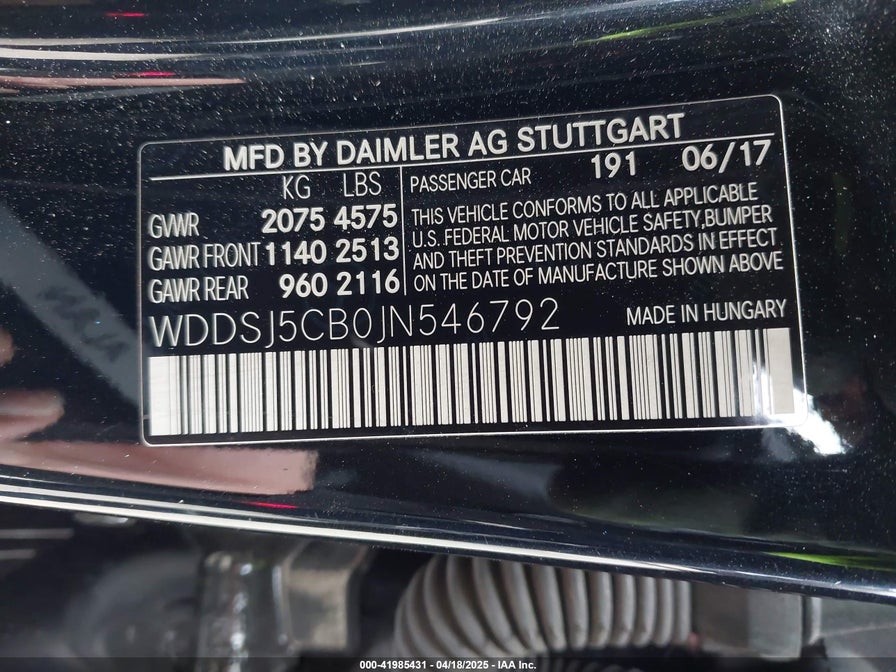 MFD BY DAIMLER AG STUTTGART
KG LBS
GVWR 2075 4575
GAWR FRONT 1140 2513
GAWR REAR 960 2116
PASSENGER CAR 191 06/17
THIS VEHICLE CONFORMS TO ALL APPLICABLE
U.S. FEDERAL MOTOR VEHICLE SAFETY,BUMPER
AND THEFT PREVENTION STANDARDS IN EFFECT
ON THE DATE OF MANUFACTURE SHOWN ABOVE
WDDSJ5CB0JN546792
MADE IN HUNGARY
000-41985431 - 04/18/2025 - IAA Inc.